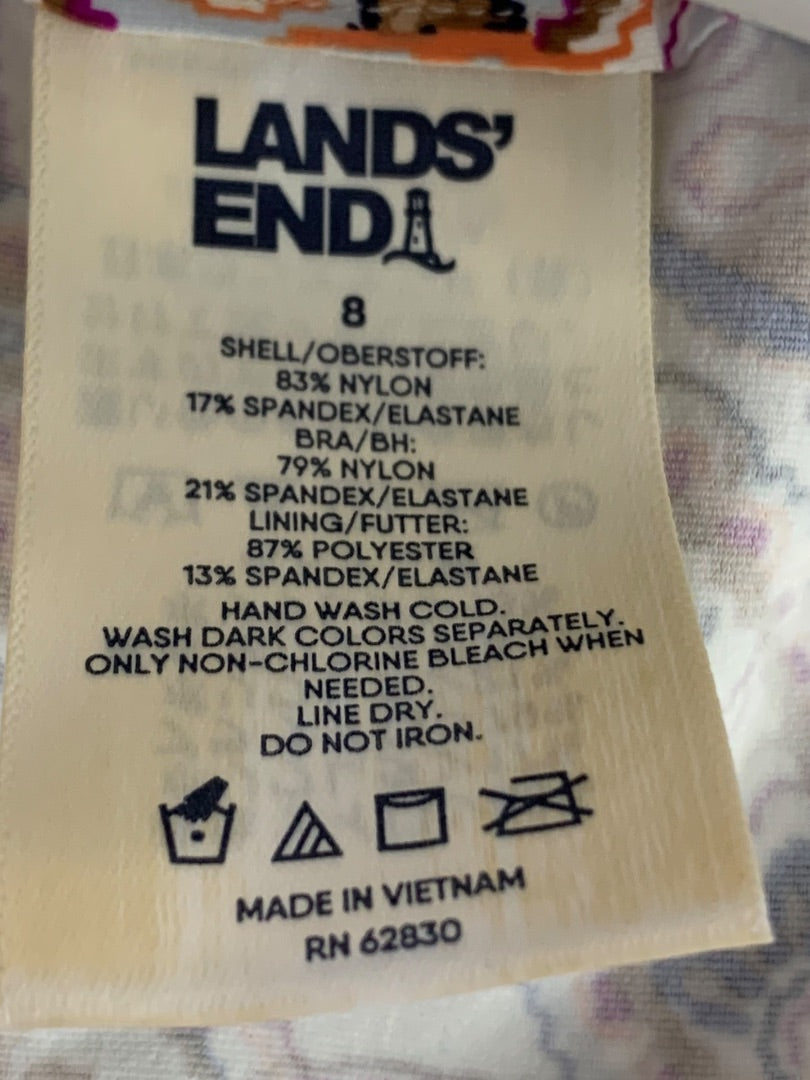 LANDS'
END
8
SHELL/OBERSTOFF:
83% NYLON
17% SPANDEX/ELASTANE
BRA/BH:
79% NYLON
21% SPANDEX/ELASTANE
LINING/FUTTER:
87% POLYESTER
13% SPANDEX/ELASTANE
HAND WASH COLD.
WASH DARK COLORS SEPARATELY.
ONLY NON-CHLORINE BLEACH WHEN
NEEDED.
LINE DRY.
DO NOT IRON.
MADE IN VIETNAM
RN 62830